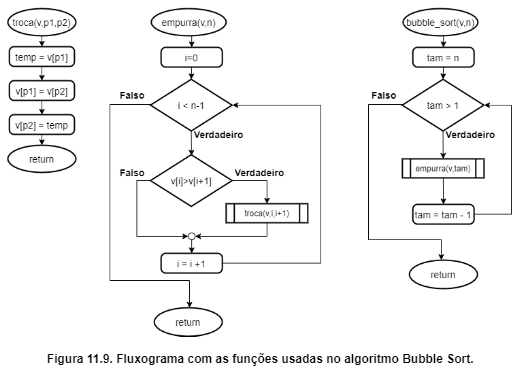 troca(v,p1,p2)
temp = v[p1]
v[p1] = v[p2]
v[p2] = temp
return
empurra(v,n)
i=0
Falso
i < n-1
Verdadeiro
Falso
Verdadeiro
v[i]>v[i+1]
troca(v,i,i+1)
i = i +1
return
bubble_sort(v,n)
tam = n
Falso
tam > 1
Verdadeiro
empurra(v,tam)
tam = tam - 1
return
Figura 11.9. Fluxograma com as funções usadas no algoritmo Bubble Sort.